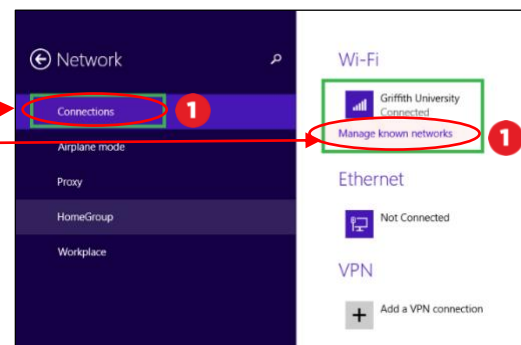 Network
Connections
1
Airplane mode
Proxy
HomeGroup
Workplace
Wi-Fi
Griffith University
Connected
Manage known networks
1
Ethernet
Not Connected
VPN
Add a VPN connection